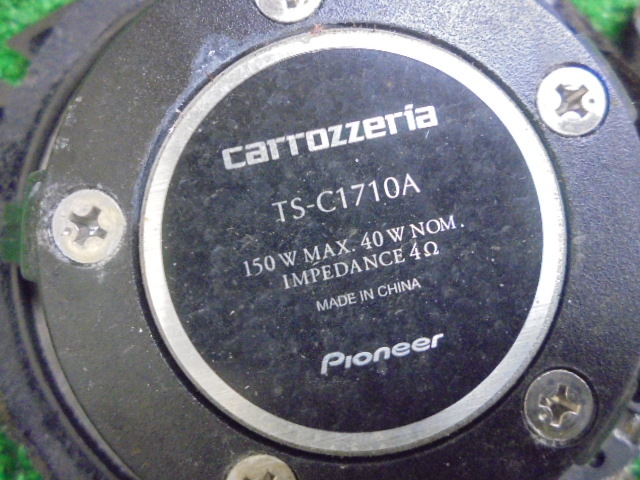 carrozzeria
TS-C1710A
150 W MAX. 40 W NOM.
IMPEDANCE 4Ω
MADE IN CHINA
Pioneer